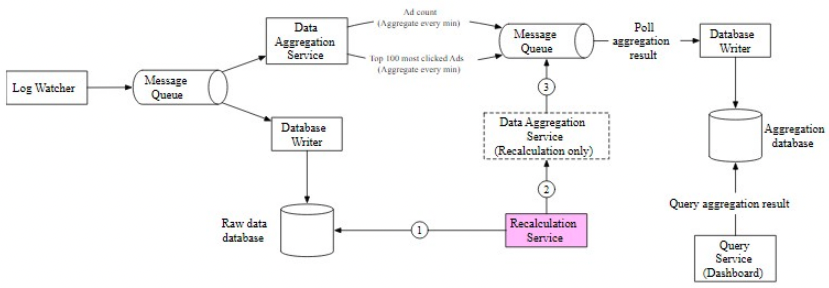 Log Watcher
Message
Queue
Data
Aggregation
Service
Ad count
(Aggregate every min)
Top 100 most clicked Ads
(Aggregate every min)
Message
Queue
Poll
aggregation
result
Database
Writer
Database
Writer
3
Data Aggregation
Service
(Recalculation only)
Aggregation
database
2
Query aggregation result
Raw data
database
1
Recalculation
Service
Query
Service
(Dashboard)